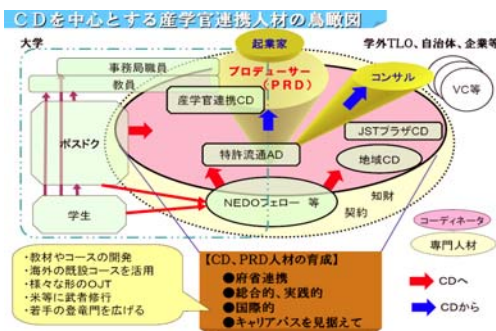 CDを中心とする産学官連携人材の鳥瞰図
大学
起業家
学外TLO、自治体、企業等
事務局職員
教員
プロデューサー
(PRD)
コンサル
VC等
産学官連携CD
ポスドク
JSTプラザCD
特許流通AD
地域CD
学生
NEDOフェロー 等
知財
契約
コーディネータ
専門人材
・教材やコースの開発
・海外の既設コースを活用
・様々な形のOJT
・米等に武者修行
・若手の登竜門を広げる
【CD、PRD人材の育成】
●府省連携
●総合的、実践的
●国際的
●キャリアパスを見据えて
CDへ
CDから